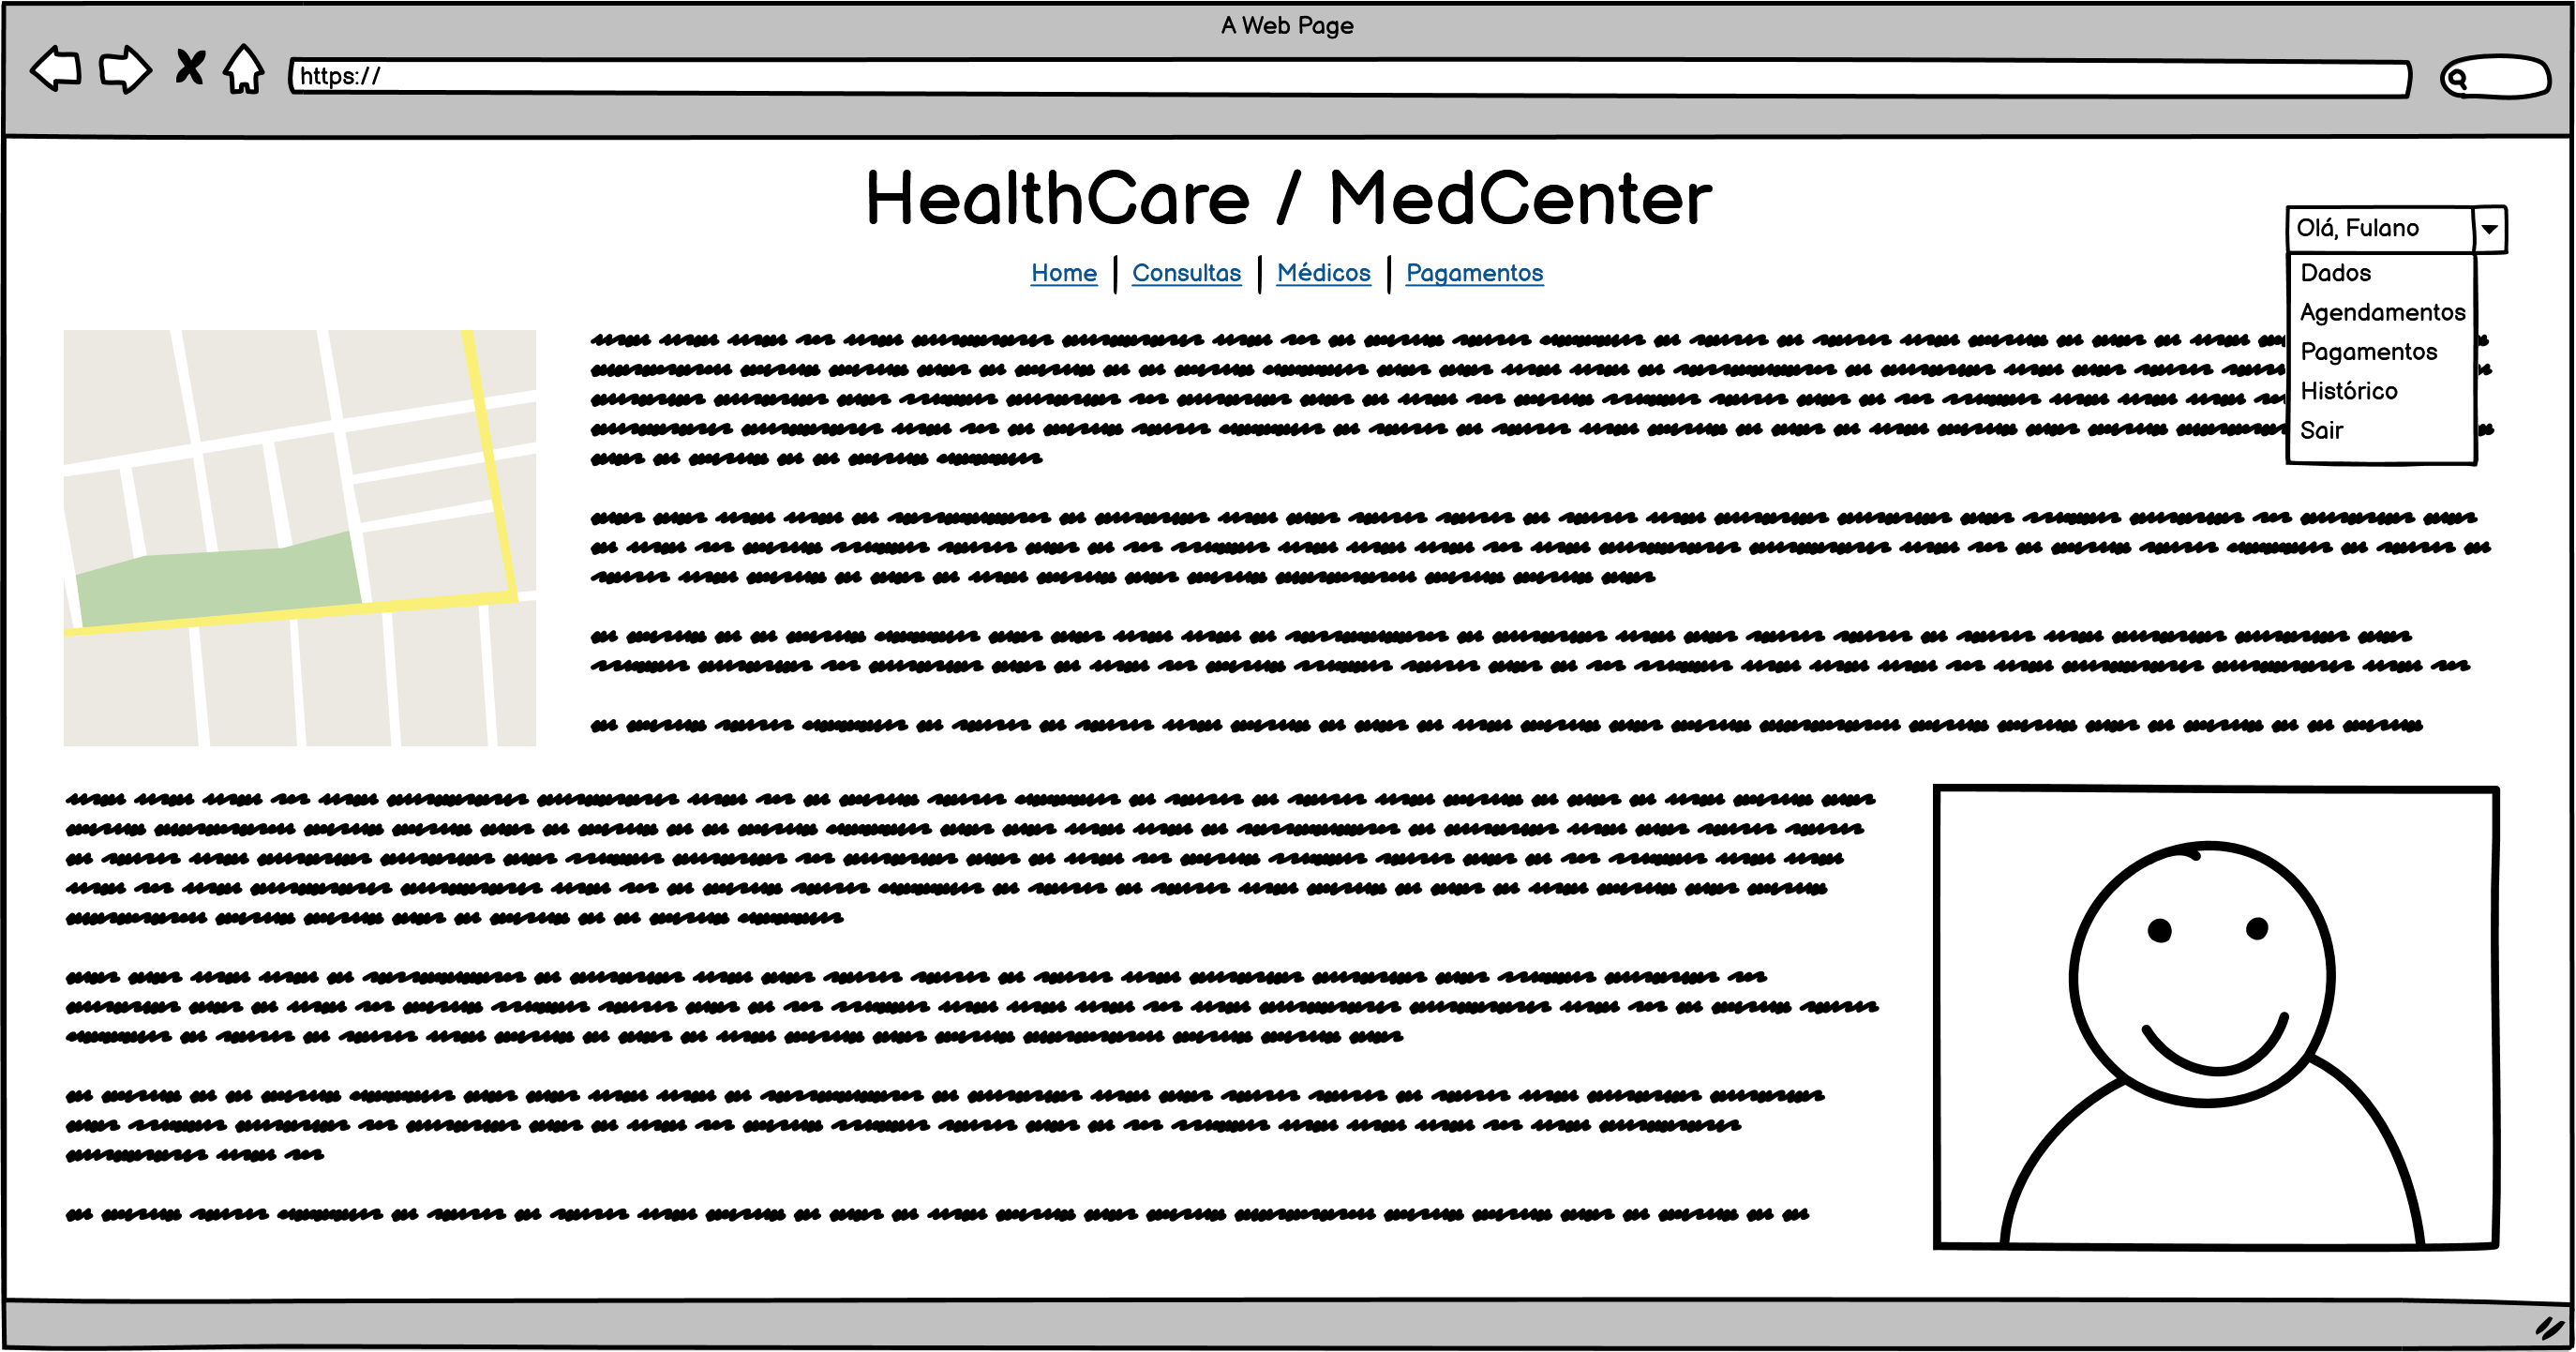 A Web Page
https://
HealthCare / MedCenter
Olá, Fulano
Home | Consultas | Médicos | Pagamentos
Dados
Agendamentos
Pagamentos
Histórico
Sair